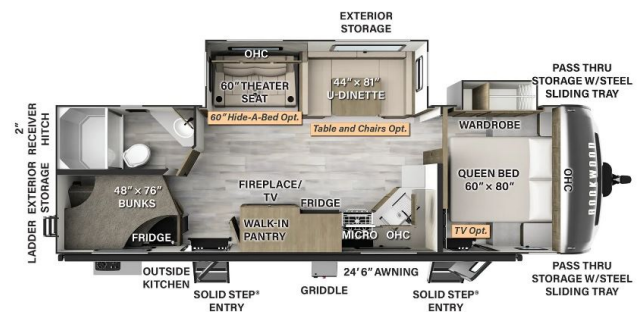 EXTERIOR
STORAGE
OHC
60" THEATER
SEAT
60" Hide-A-Bed Opt.
44" × 81"
U-DINETTE
Table and Chairs Opt.
PASS THRU
STORAGE W/STEEL
SLIDING TRAY
WARDROBE
QUEEN BED
60" × 80"
OHC
ROCKWOOD
TV Opt.
2"
RECEIVER
HITCH
EXTERIOR
STORAGE
LADDER
48" × 76"
BUNKS
FRIDGE
FIREPLACE/
TV
FRIDGE
WALK-IN
PANTRY
MICRO
OHC
OUTSIDE
KITCHEN
SOLID STEP®
ENTRY
GRIDDLE
24' 6" AWNING
SOLID STEP®
ENTRY
PASS THRU
STORAGE W/STEEL
SLIDING TRAY